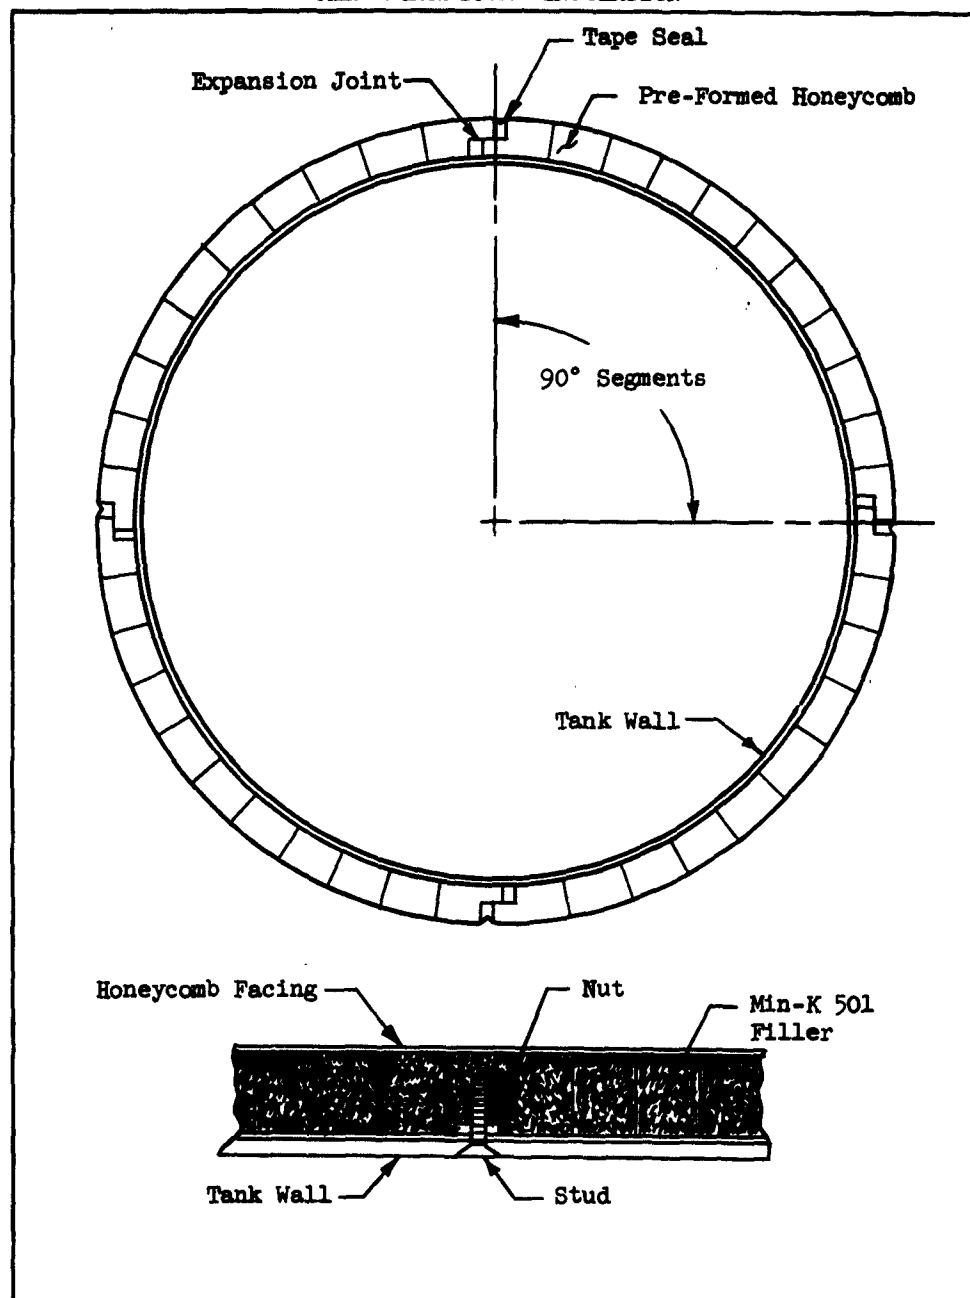 Tape Seal
Expansion Joint
Pre-Formed Honeycomb
90° Segments
Tank Wall
Honeycomb Facing
Nut
Min-K 501
Filler
Tank Wall
Stud